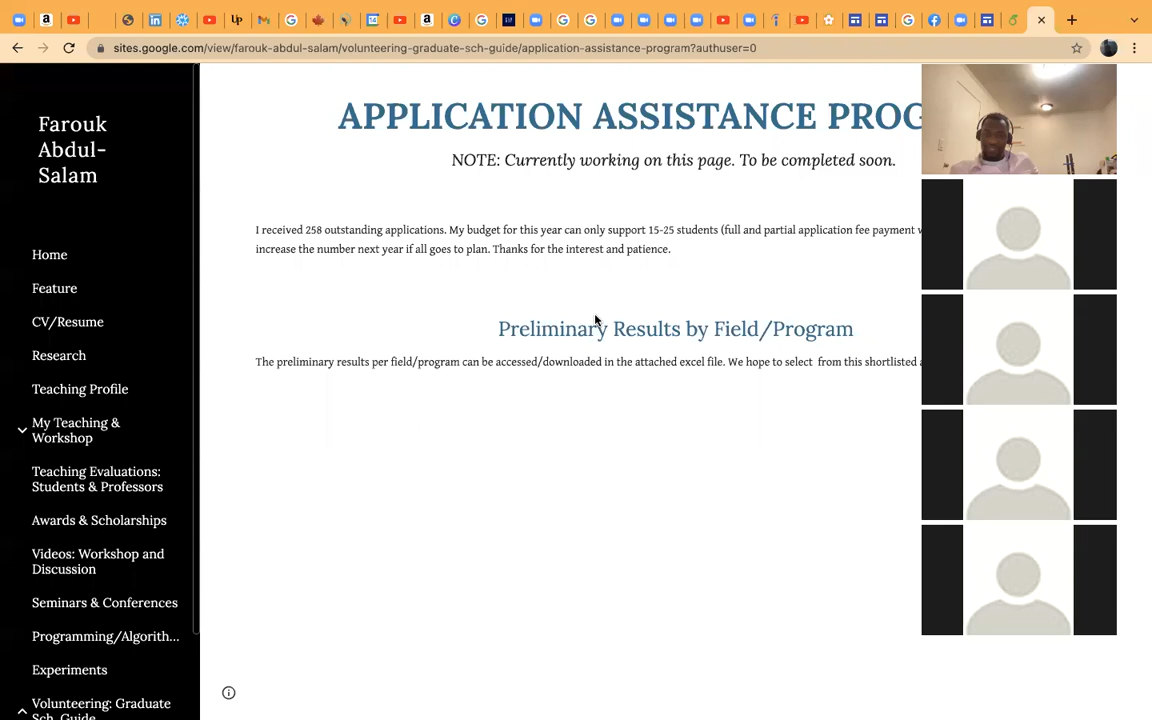 sites.google.com/view/farouk-abdul-salam/volunteering-graduate-sch-guide/application-assistance-program?authuser=0
Farouk
Abdul-
Salam
Home
Feature
CV/Resume
Research
Teaching Profile
My Teaching &
Workshop
Teaching Evaluations:
Students & Professors
Awards & Scholarships
Videos: Workshop and
Discussion
Seminars & Conferences
Programming/Algorith...
Experiments
Volunteering: Graduate
Sch. Guide
APPLICATION ASSISTANCE PROG
NOTE: Currently working on this page. To be completed soon.
I received 258 outstanding applications. My budget for this year can only support 15-25 students (full and partial application fee payment
increase the number next year if all goes to plan. Thanks for the interest and patience.
Preliminary Results by Field/Program
The preliminary results per field/program can be accessed/downloaded in the attached excel file. We hope to select from this shortlisted